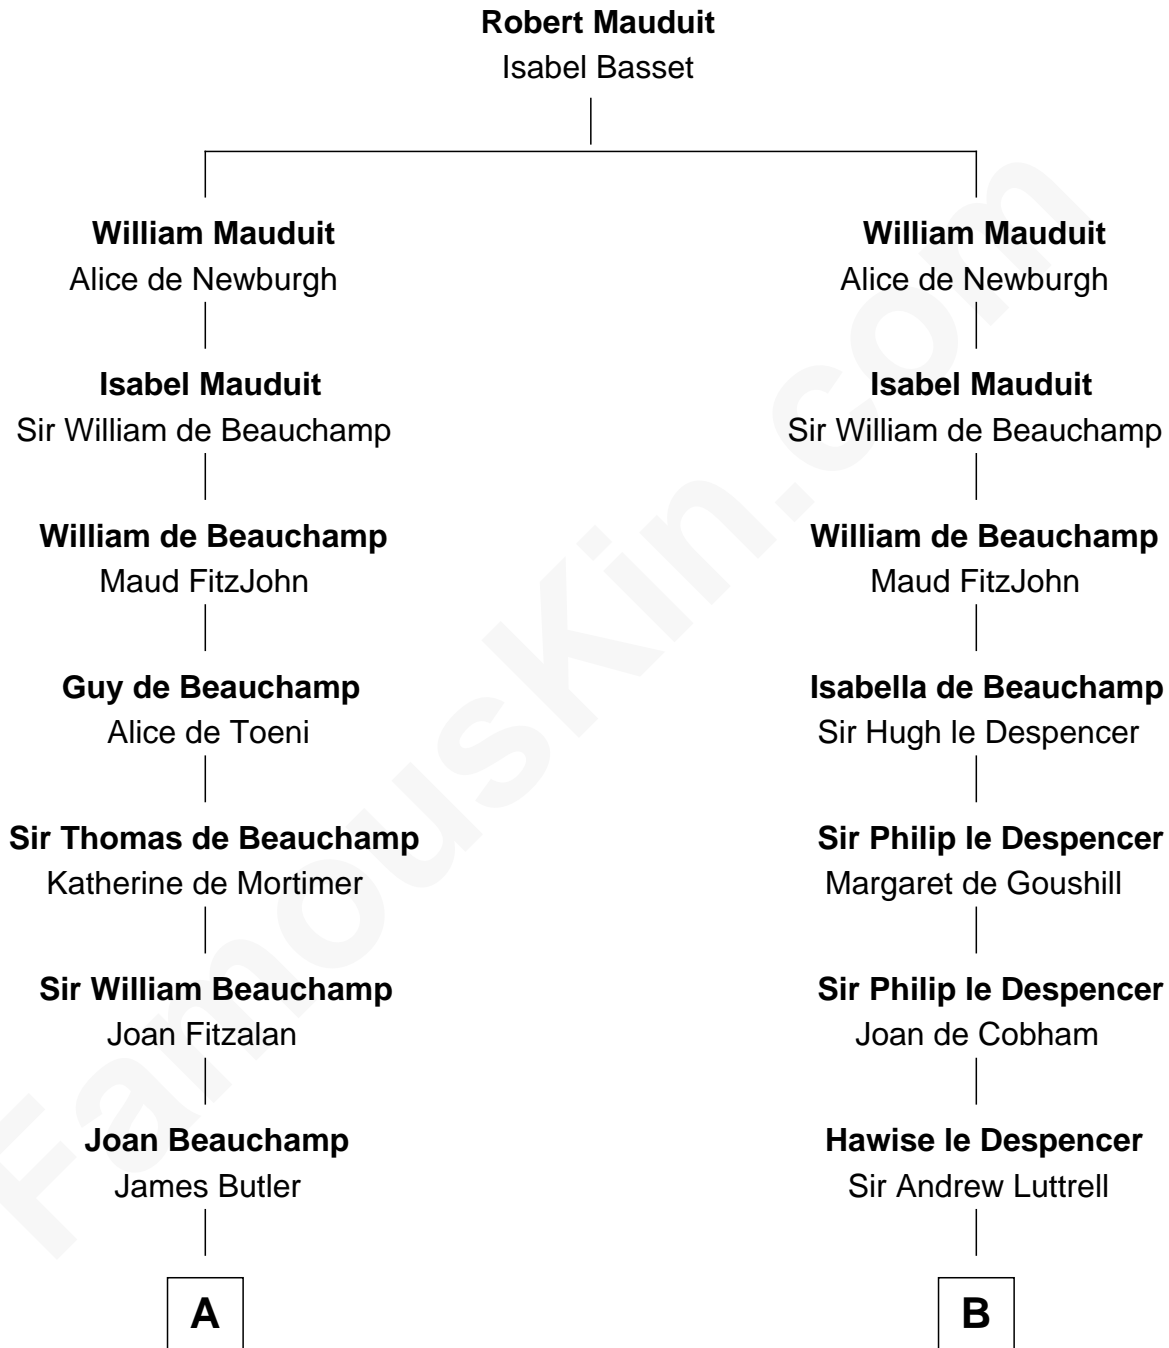 Robert Mauduit
Isabel Basset
William Mauduit
Alice de Newburgh
William Mauduit
Alice de Newburgh
Isabel Mauduit
Sir William de Beauchamp
Isabel Mauduit
Sir William de Beauchamp
William de Beauchamp
Maud FitzJohn
William de Beauchamp
Maud FitzJohn
Guy de Beauchamp
Alice de Toeni
Isabella de Beauchamp
Sir Hugh le Despencer
Sir Thomas de Beauchamp
Katherine de Mortimer
Sir Philip le Despencer
Margaret de Goushill
Sir William Beauchamp
Joan Fitzalan
Sir Philip le Despencer
Joan de Cobham
Joan Beauchamp
James Butler
Hawise le Despencer
Sir Andrew Luttrell
A
B
FamousKin.com